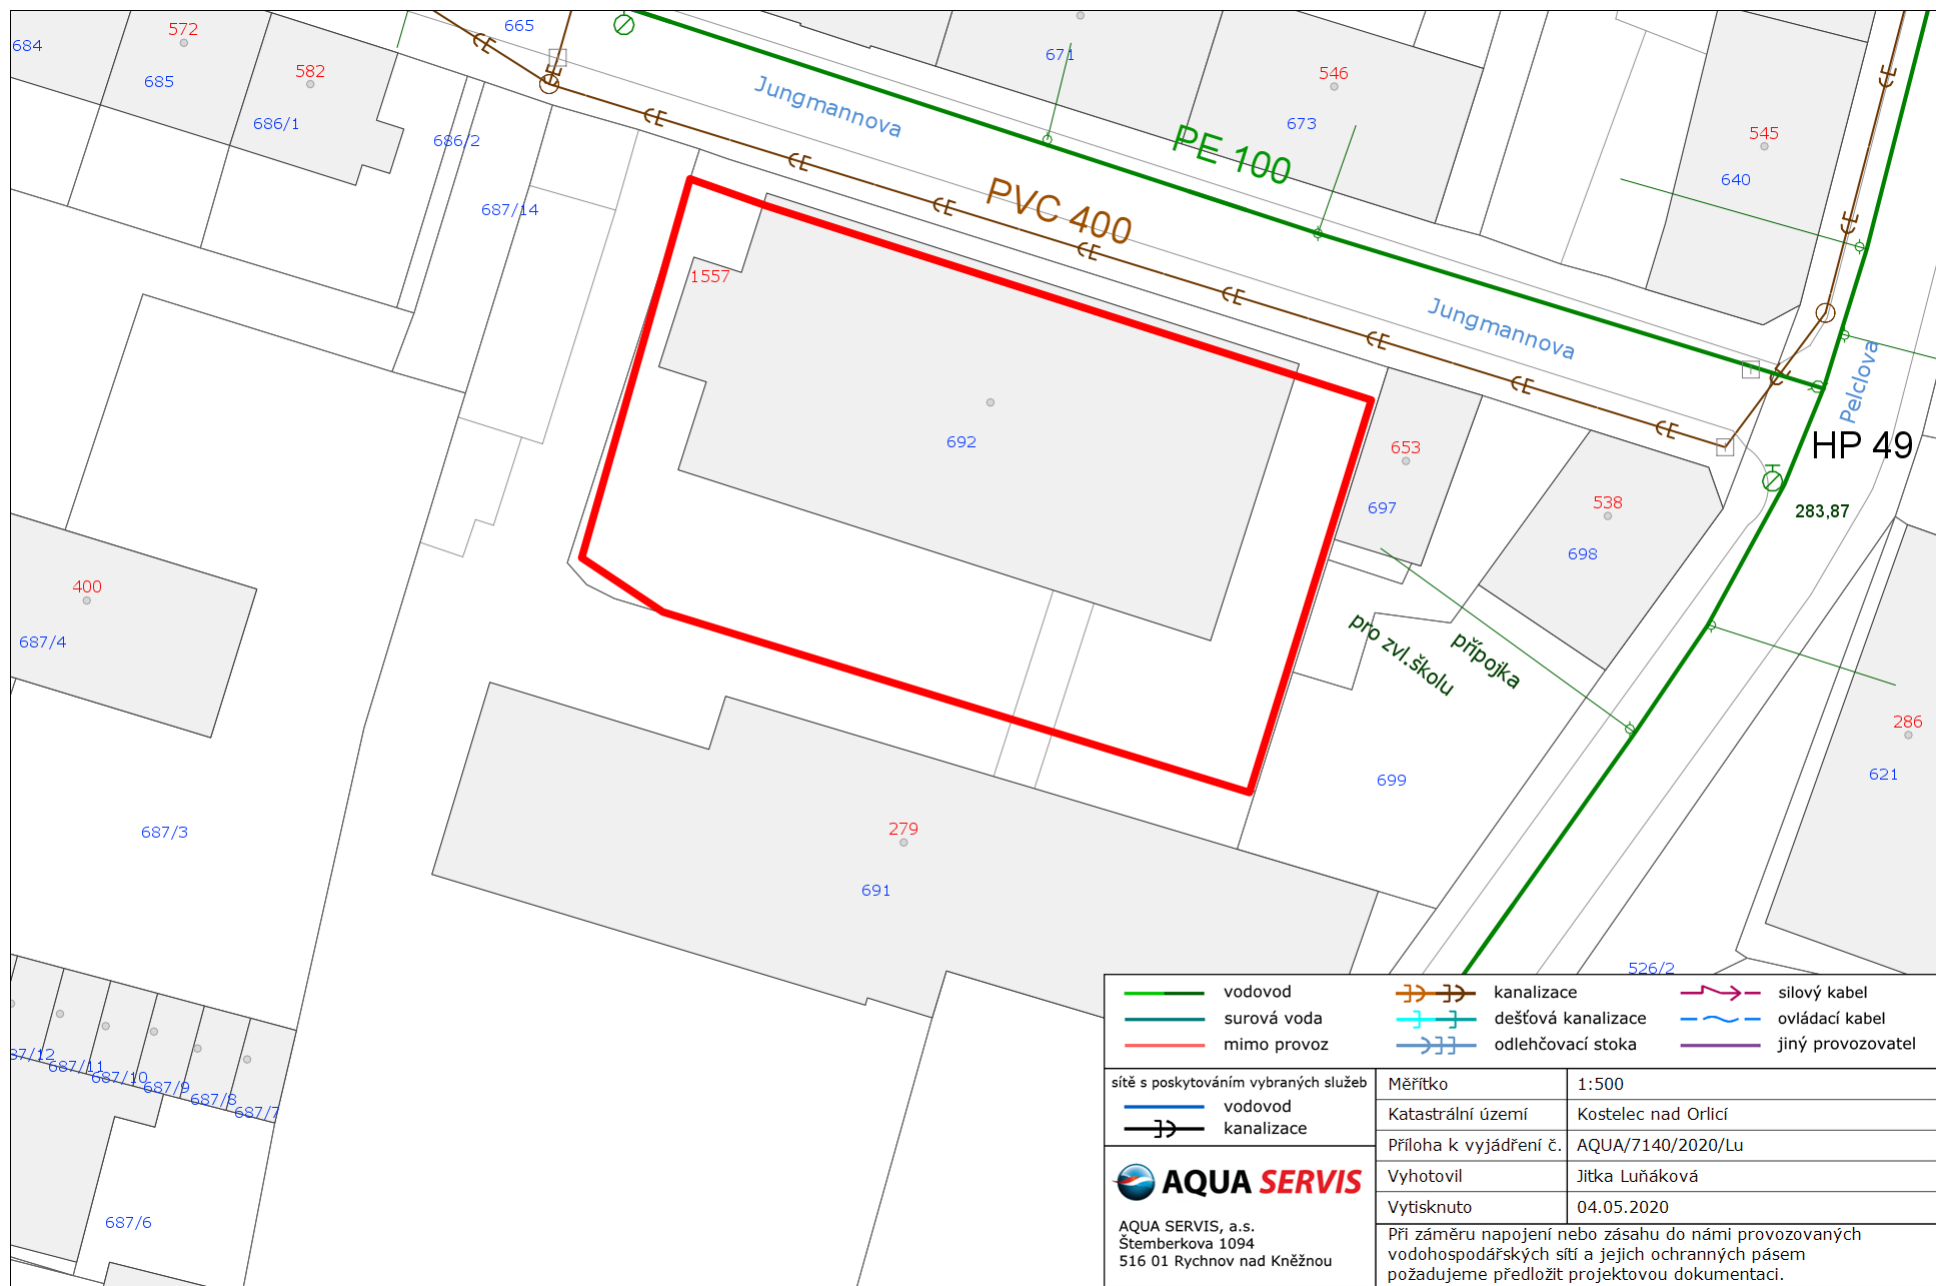 684
572
685
582
686/1
665
686/2
687/14
671
546
673
545
640
Jungmannova
PE 100
PVC 400
Jungmannova
Pelclova
HP 49
283,87
1557
692
653
697
538
698
pro zvl.školu
přípojka
699
286
621
526/2
400
687/4
687/3
279
691
687/11
687/10
687/9
687/8
687/7
687/6
vodovod
surová voda
mimo provoz
kanalizace
dešťová kanalizace
odlehčovací stoka
silový kabel
ovládací kabel
jiný provozovatel
sítě s poskytováním vybraných služeb
vodovod
kanalizace
AQUA SERVIS
AQUA SERVIS, a.s.
Štemberkova 1094
516 01 Rychnov nad Kněžnou
Měřítko 1:500
Katastrální území Kostelec nad Orlicí
Příloha k vyjádření č. AQUA/7140/2020/Lu
Vyhotovil Jitka Luňáková
Vytisknuto 04.05.2020
Při záměru napojení nebo zásahu do námi provozovaných
vodohospodářských sítí a jejich ochranných pásem
požadujeme předložit projektovou dokumentaci.